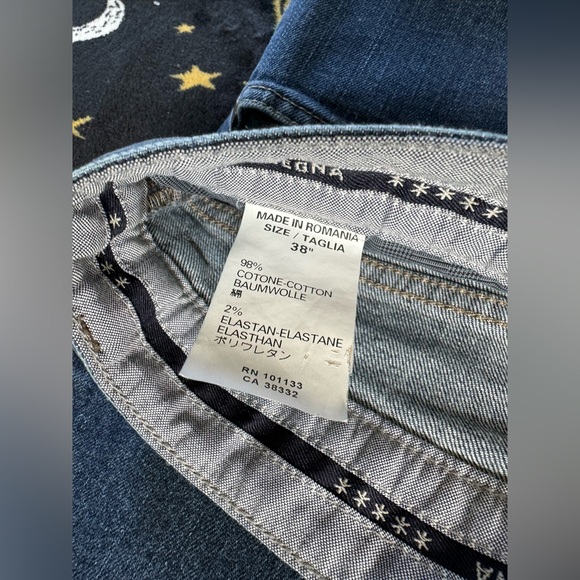 EGNA *****
MADE IN ROMANIA
SIZE / TAGLIA
38"
98%
COTONE-COTTON
BAUMWOLLE
綿
2%
ELASTAN-ELASTANE
ELASTHAN
ポリウレタン
RN 101133
CA 38332